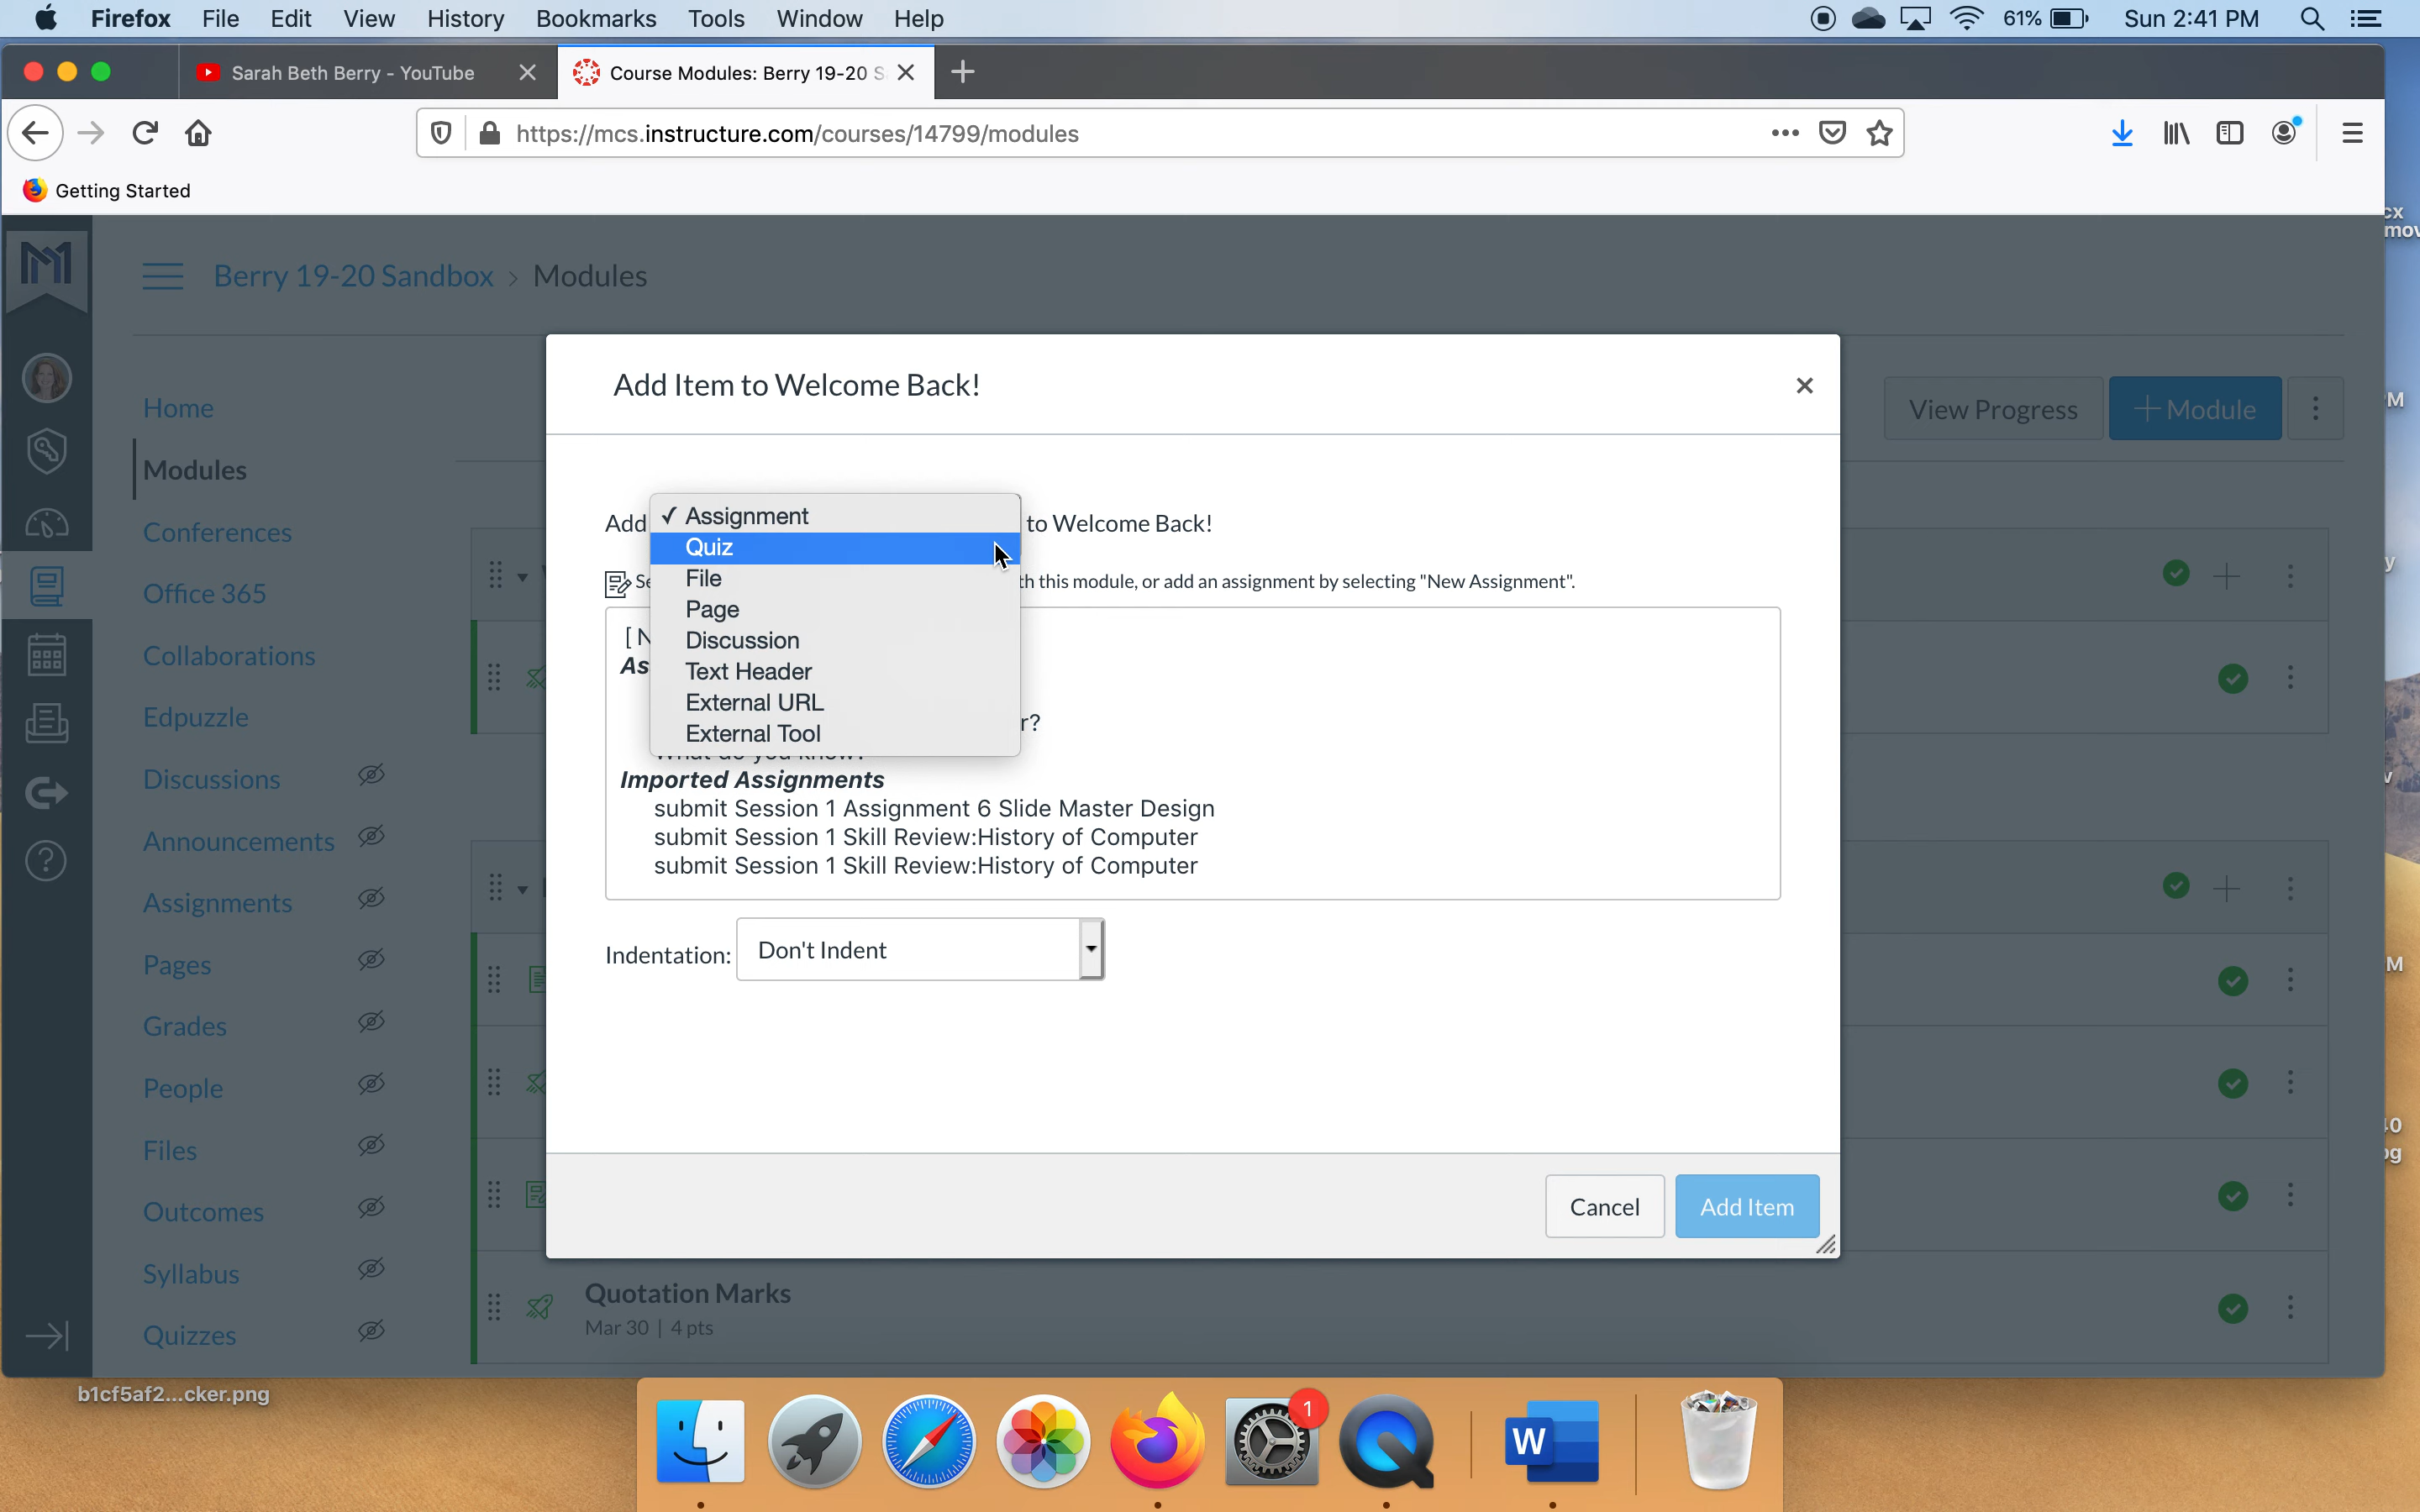 Firefox File Edit View History Bookmarks Tools Window Help 61% Sun 2:41 PM
Sarah Beth Berry - YouTube Course Modules: Berry 19-20 S
https://mcs.instructure.com/courses/14799/modules
Getting Started
Berry 19-20 Sandbox > Modules
Add Item to Welcome Back!
View Progress + Module
Home
Modules
Conferences
Office 365
Collaborations
Edpuzzle
Discussions
Announcements
Assignments
Pages
Grades
People
Files
Outcomes
Syllabus
Quizzes
Add ✓ Assignment to Welcome Back!
Quiz
File
Page
Discussion
Text Header
External URL
External Tool
th this module, or add an assignment by selecting "New Assignment".
r?
What do you know?
Imported Assignments
submit Session 1 Assignment 6 Slide Master Design
submit Session 1 Skill Review:History of Computer
submit Session 1 Skill Review:History of Computer
Indentation: Don't Indent
Cancel Add Item
Quotation Marks
Mar 30 | 4 pts
b1cf5af2...cker.png
1
W